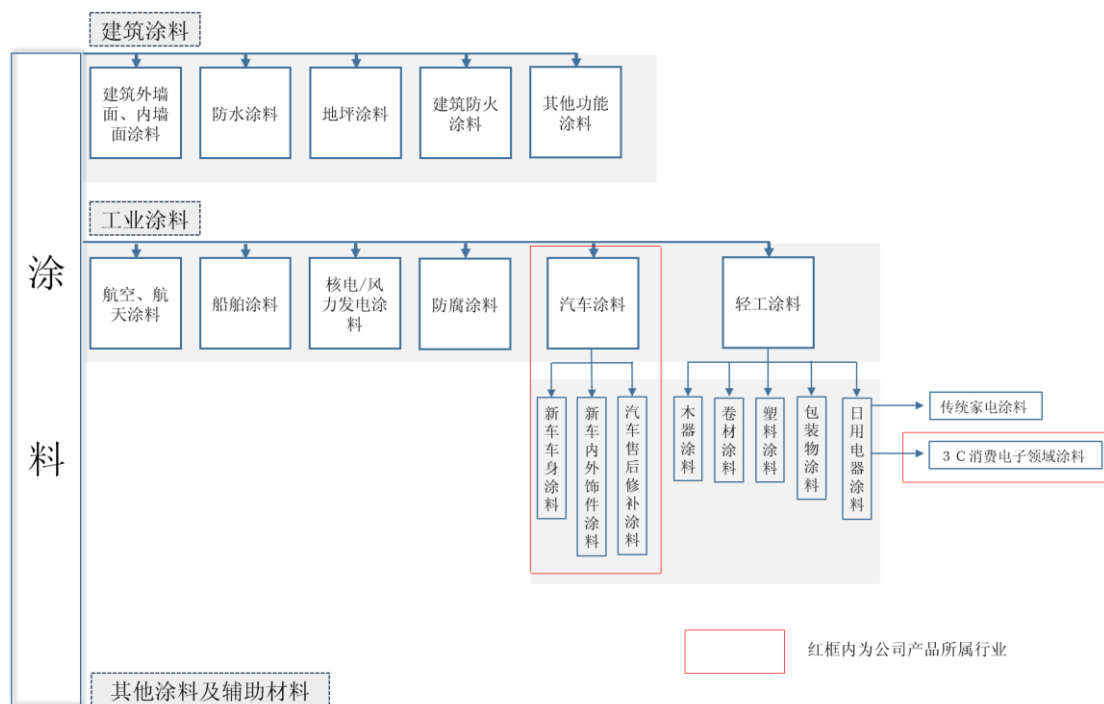 建筑涂料
建筑外墙
面、内墙
面涂料
防水涂料
地坪涂料
建筑防火
涂料
其他功能
涂料
涂
料
工业涂料
航空、航
天涂料
船舶涂料
核电/风
力发电涂
料
防腐涂料
汽车涂料
轻工涂料
新车车身涂料
新车内外饰件涂料
汽车售后修补涂料
木器涂料
卷材涂料
塑料涂料
包装物涂料
日用电器涂料
传统家电涂料
3C消费电子领域涂料
红框内为公司产品所属行业
其他涂料及辅助材料